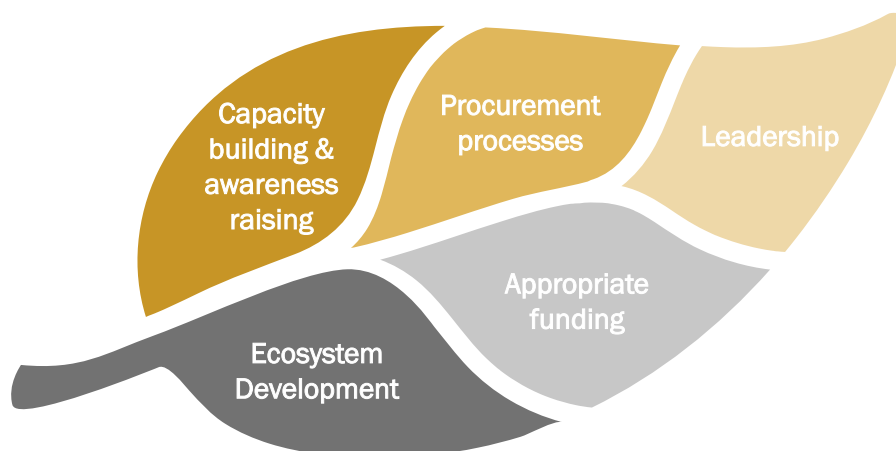 Capacity
building &
awareness
raising
Procurement
processes
Leadership
Appropriate
funding
Ecosystem
Development